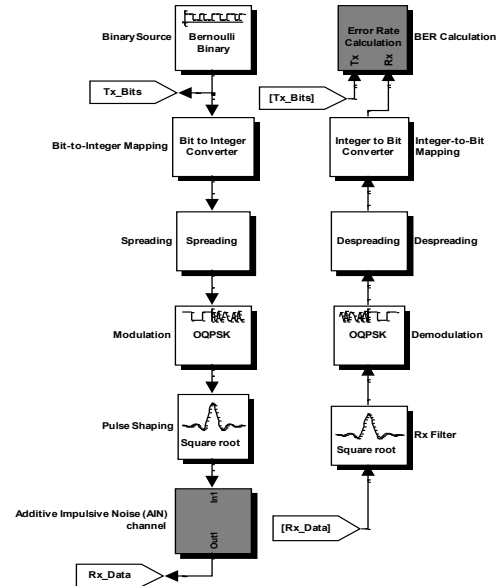 Binary Source
Bernoulli
Binary
Tx_Bits
Bit-to-Integer Mapping
Bit to Integer
Converter
Spreading
Spreading
Modulation
OQPSK
Pulse Shaping
Square root
Additive Impulsive Noise (AIN)
channel
In1
Out1
Rx_Data
Error Rate
Calculation
Tx
Rx
BER Calculation
[Tx_Bits]
Integer to Bit
Converter
Integer-to-Bit
Mapping
Despreading
Despreading
OQPSK
Demodulation
Square root
Rx Filter
[Rx_Data]